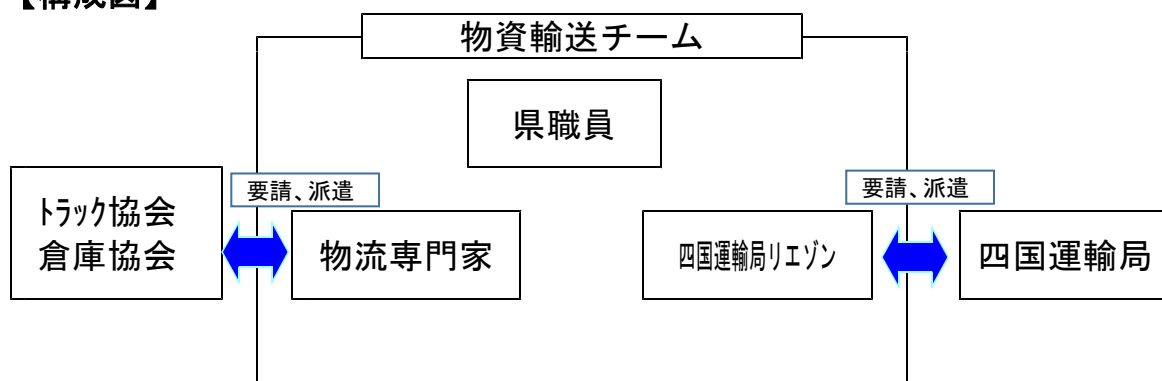 【構成図】
物資輸送チーム
県職員
要請、派遣
要請、派遣
ﾄﾗｯｸ協会
倉庫協会
物流専門家
四国運輸局リエゾン
四国運輸局